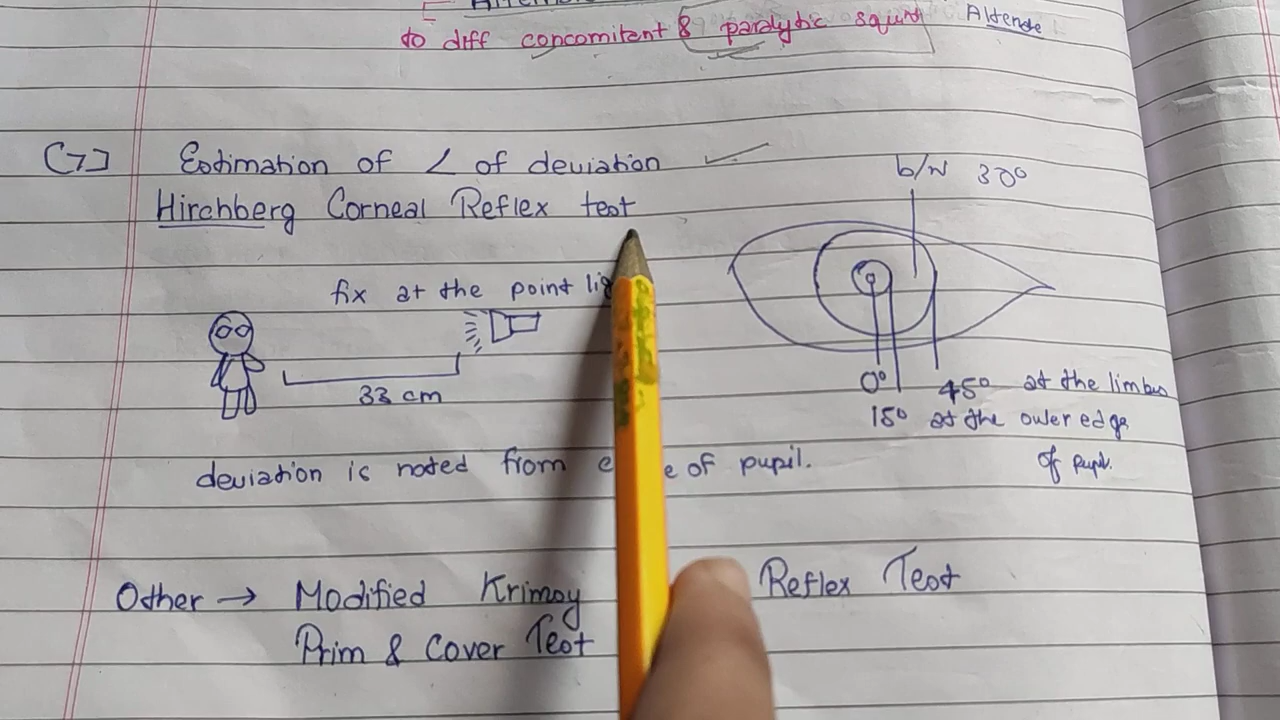 to diff concomitant & paralytic squint Altende
[7] Estimation of ∠ of deviation
Hirchberg Corneal Reflex test
b/w 30°
fix at the point
33 cm
0° 45° at the limbus
15° at the outer edge
of pupil.
deviation is noted from of pupil.
Other → Modified Krimsy Reflex Test
Prim & Cover Test